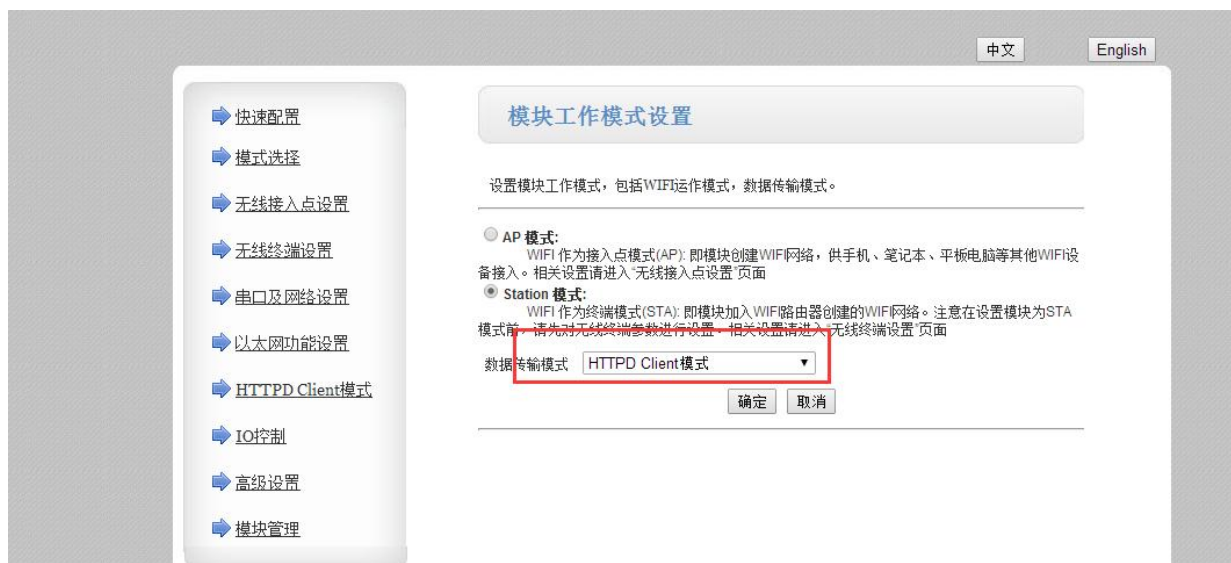 中文
English
快速配置
模式选择
无线接入点设置
无线终端设置
串口及网络设置
以太网功能设置
HTTPD Client模式
IO控制
高级设置
模块管理
模块工作模式设置
设置模块工作模式，包括WIFI运作模式，数据传输模式。
AP 模式:
WIFI 作为接入点模式(AP): 即模块创建WIFI网络，供手机、笔记本、平板电脑等其他WIFI设
备接入。相关设置请进入“无线接入点设置”页面
Station 模式:
WIFI 作为终端模式(STA): 即模块加入WIFI路由器创建的WIFI网络。注意在设置模块为STA
模式前，请先对无线终端参数进行设置，相关设置请进入“无线终端设置”页面
数据传输模式 HTTPD Client模式
确定 取消